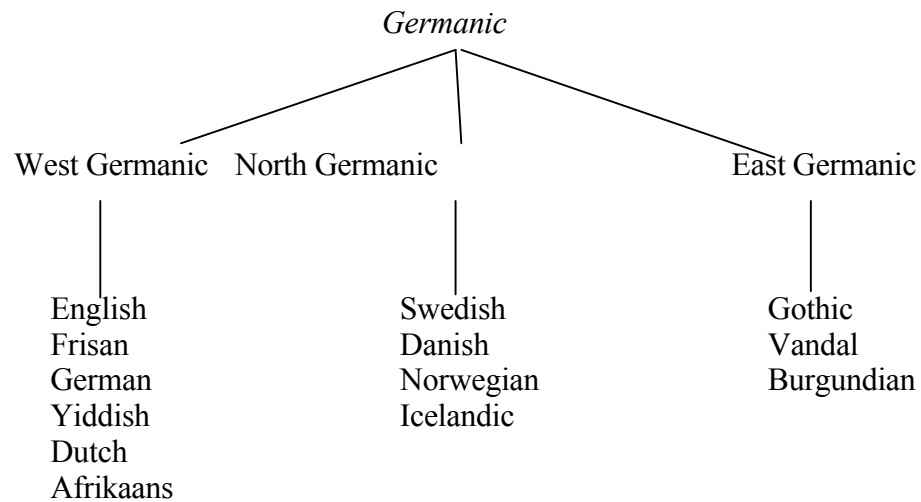 Germanic
West Germanic North Germanic East Germanic
English Swedish Gothic
Frisan Danish Vandal
German Norwegian Burgundian
Yiddish Icelandic
Dutch
Afrikaans